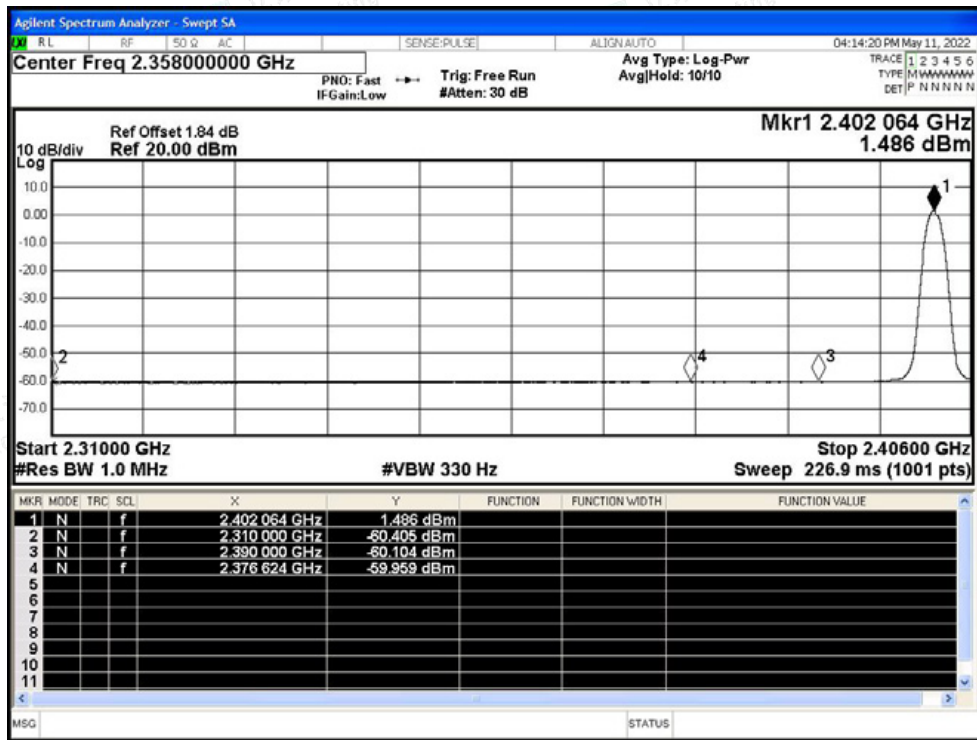 Agilent Spectrum Analyzer - Swept SA
LXI RL RF 50 Ω AC SENSE:PULSE ALIGNAUTO 04:14:20 PM May 11, 2022
Center Freq 2.358000000 GHz
PNO: Fast Trig: Free Run Avg Type: Log-Pwr TRACE 1 2 3 4 5 6
IFGain:Low #Atten: 30 dB Avg|Hold: 10/10 TYPE M WWWWW
DET P N N N N N
Ref Offset 1.84 dB Mkr1 2.402 064 GHz
10 dB/div Ref 20.00 dBm 1.486 dBm
Log
10.0 1
0.00
-10.0
-20.0
-30.0
-40.0
-50.0 2 4 3
-60.0
-70.0
Start 2.31000 GHz Stop 2.40600 GHz
#Res BW 1.0 MHz #VBW 330 Hz Sweep 226.9 ms (1001 pts)
MKR MODE TRC SCL X Y FUNCTION FUNCTION WIDTH FUNCTION VALUE
1 N f 2.402 064 GHz 1.486 dBm
2 N f 2.310 000 GHz -60.405 dBm
3 N f 2.390 000 GHz -60.104 dBm
4 N f 2.376 624 GHz -59.959 dBm
5
6
7
8
9
10
11
MSG STATUS